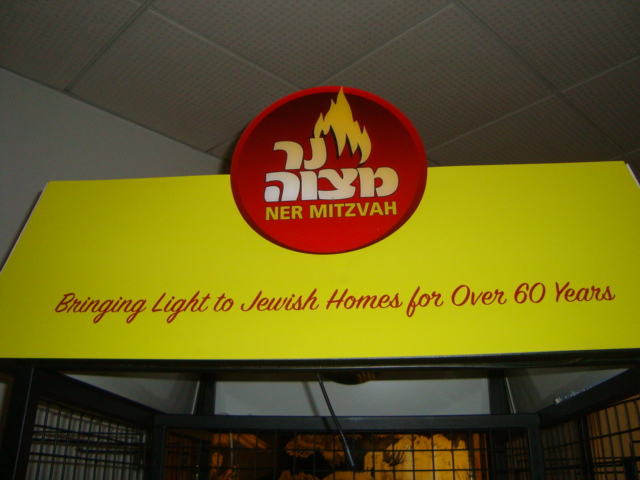 נר
מצוה
NER MITZVAH
Bringing Light to Jewish Homes for Over 60 Years